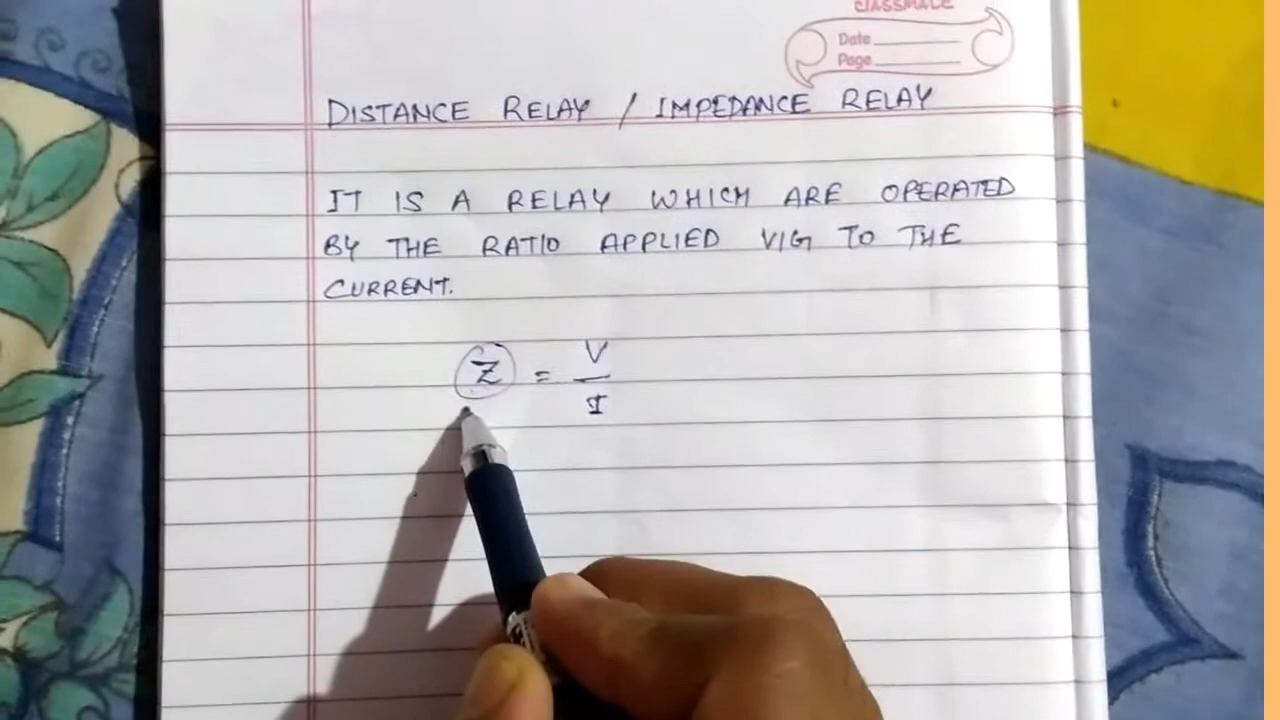 CLASSMATE
Date
Page
DISTANCE RELAY / IMPEDANCE RELAY
IT IS A RELAY WHICH ARE OPERATED
BY THE RATIO APPLIED V/G TO THE
CURRENT.
Z = V
I